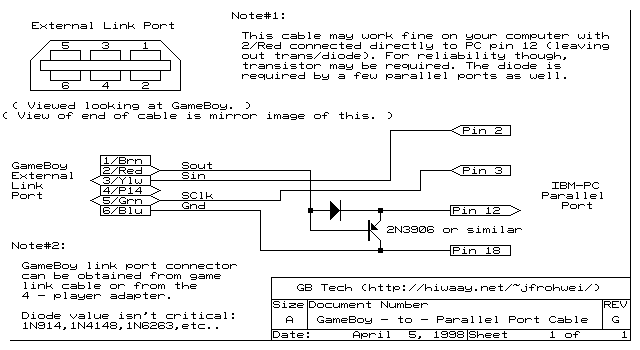 External Link Port
5 3 1
6 4 2
( Viewed looking at GameBoy. )
( View of end of cable is mirror image of this. )
Note#1:
This cable may work fine on your computer with
2/Red connected directly to PC pin 12 (leaving
out trans/diode). For reliability though,
transistor may be required. The diode is
required by a few parallel ports as well.
GameBoy
External
Link
Port
1/Brn
2/Red
3/Ylw
4/P14
5/Grn
6/Blu
Sout
Sin
SClk
Gnd
Pin 2
Pin 3
Pin 12
Pin 18
2N3906 or similar
IBM-PC
Parallel
Port
Note#2:
GameBoy link port connector
can be obtained from game
link cable or from the
4 - player adapter.
Diode value isn't critical:
1N914,1N4148,1N6263,etc..
GB Tech (http://hiwaay.net/~jfrohwei/)
Size Document Number REV
A GameBoy - to - Parallel Port Cable G
Date: April 5, 1998 Sheet 1 of 1